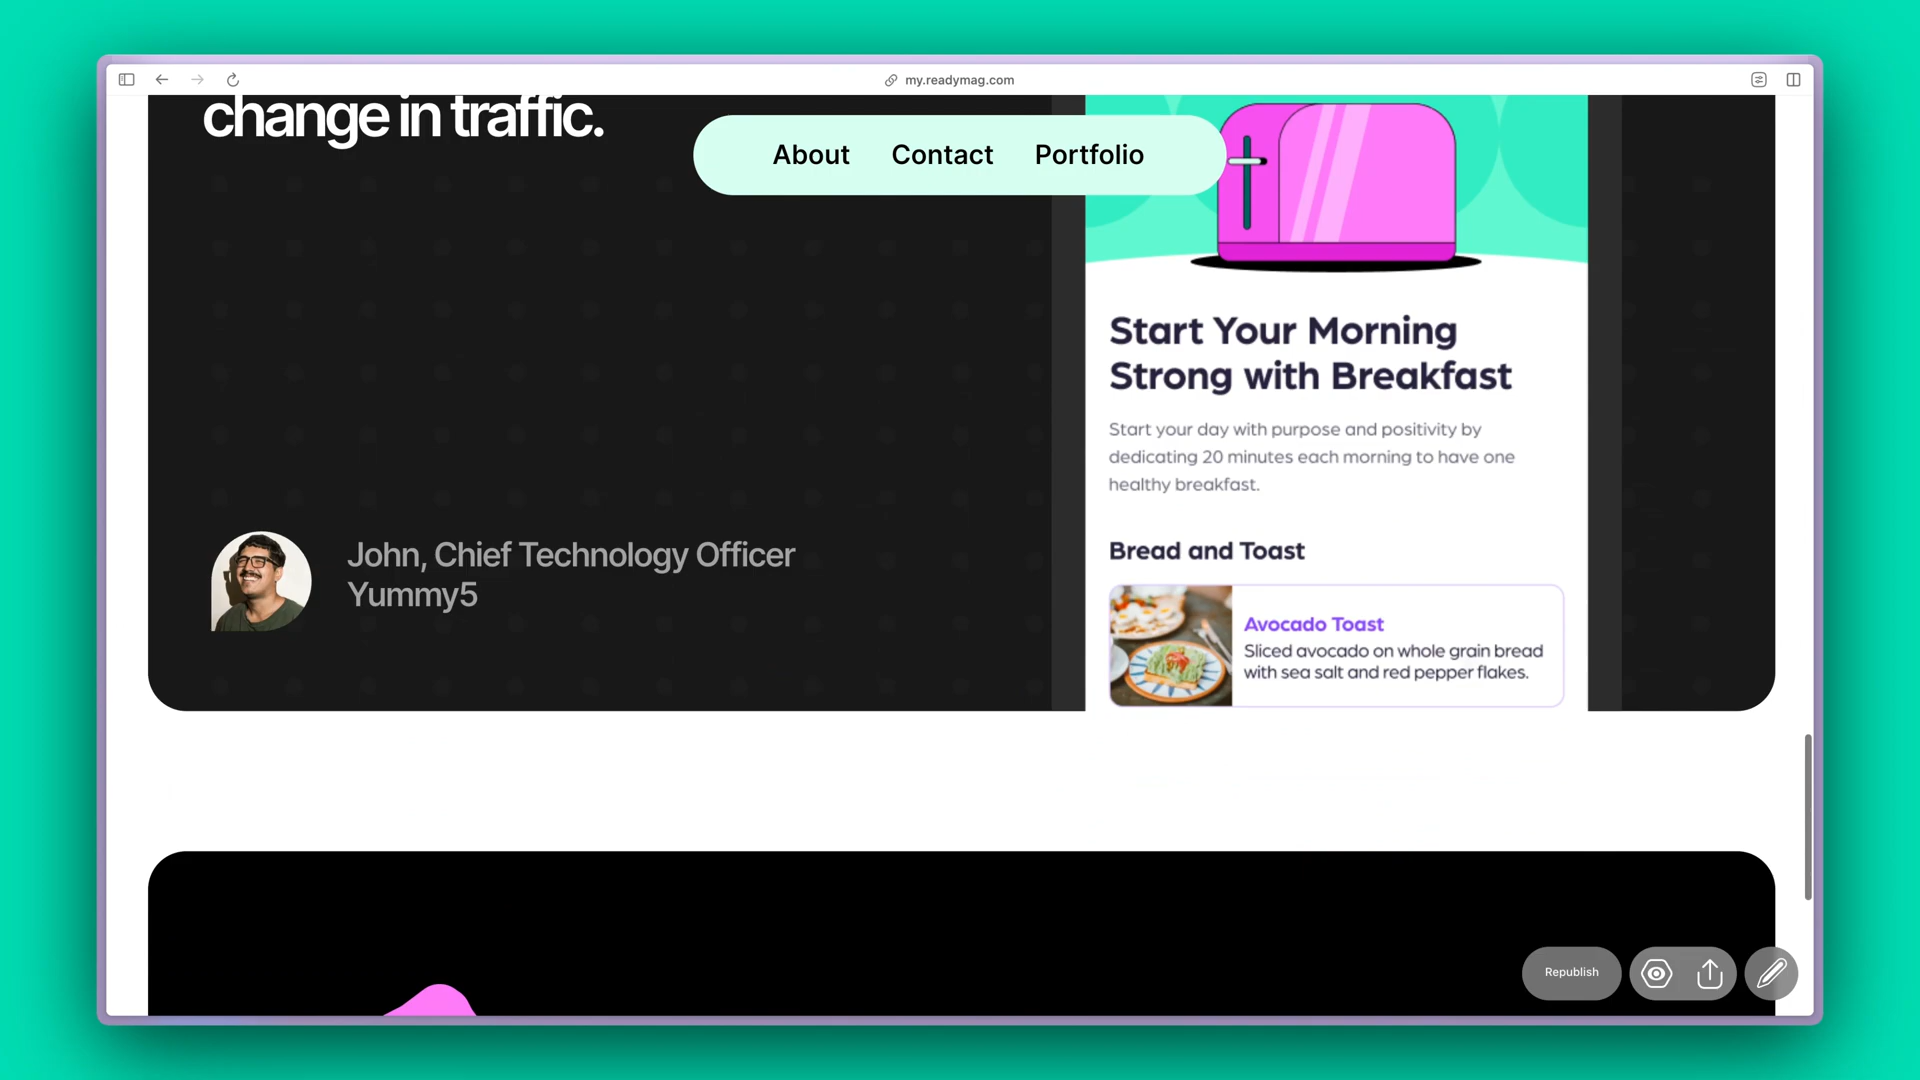 my.readymag.com
change in traffic.
About Contact Portfolio
John, Chief Technology Officer
Yummy5
Start Your Morning
Strong with Breakfast
Start your day with purpose and positivity by
dedicating 20 minutes each morning to have one
healthy breakfast.
Bread and Toast
Avocado Toast
Sliced avocado on whole grain bread
with sea salt and red pepper flakes.
Republish